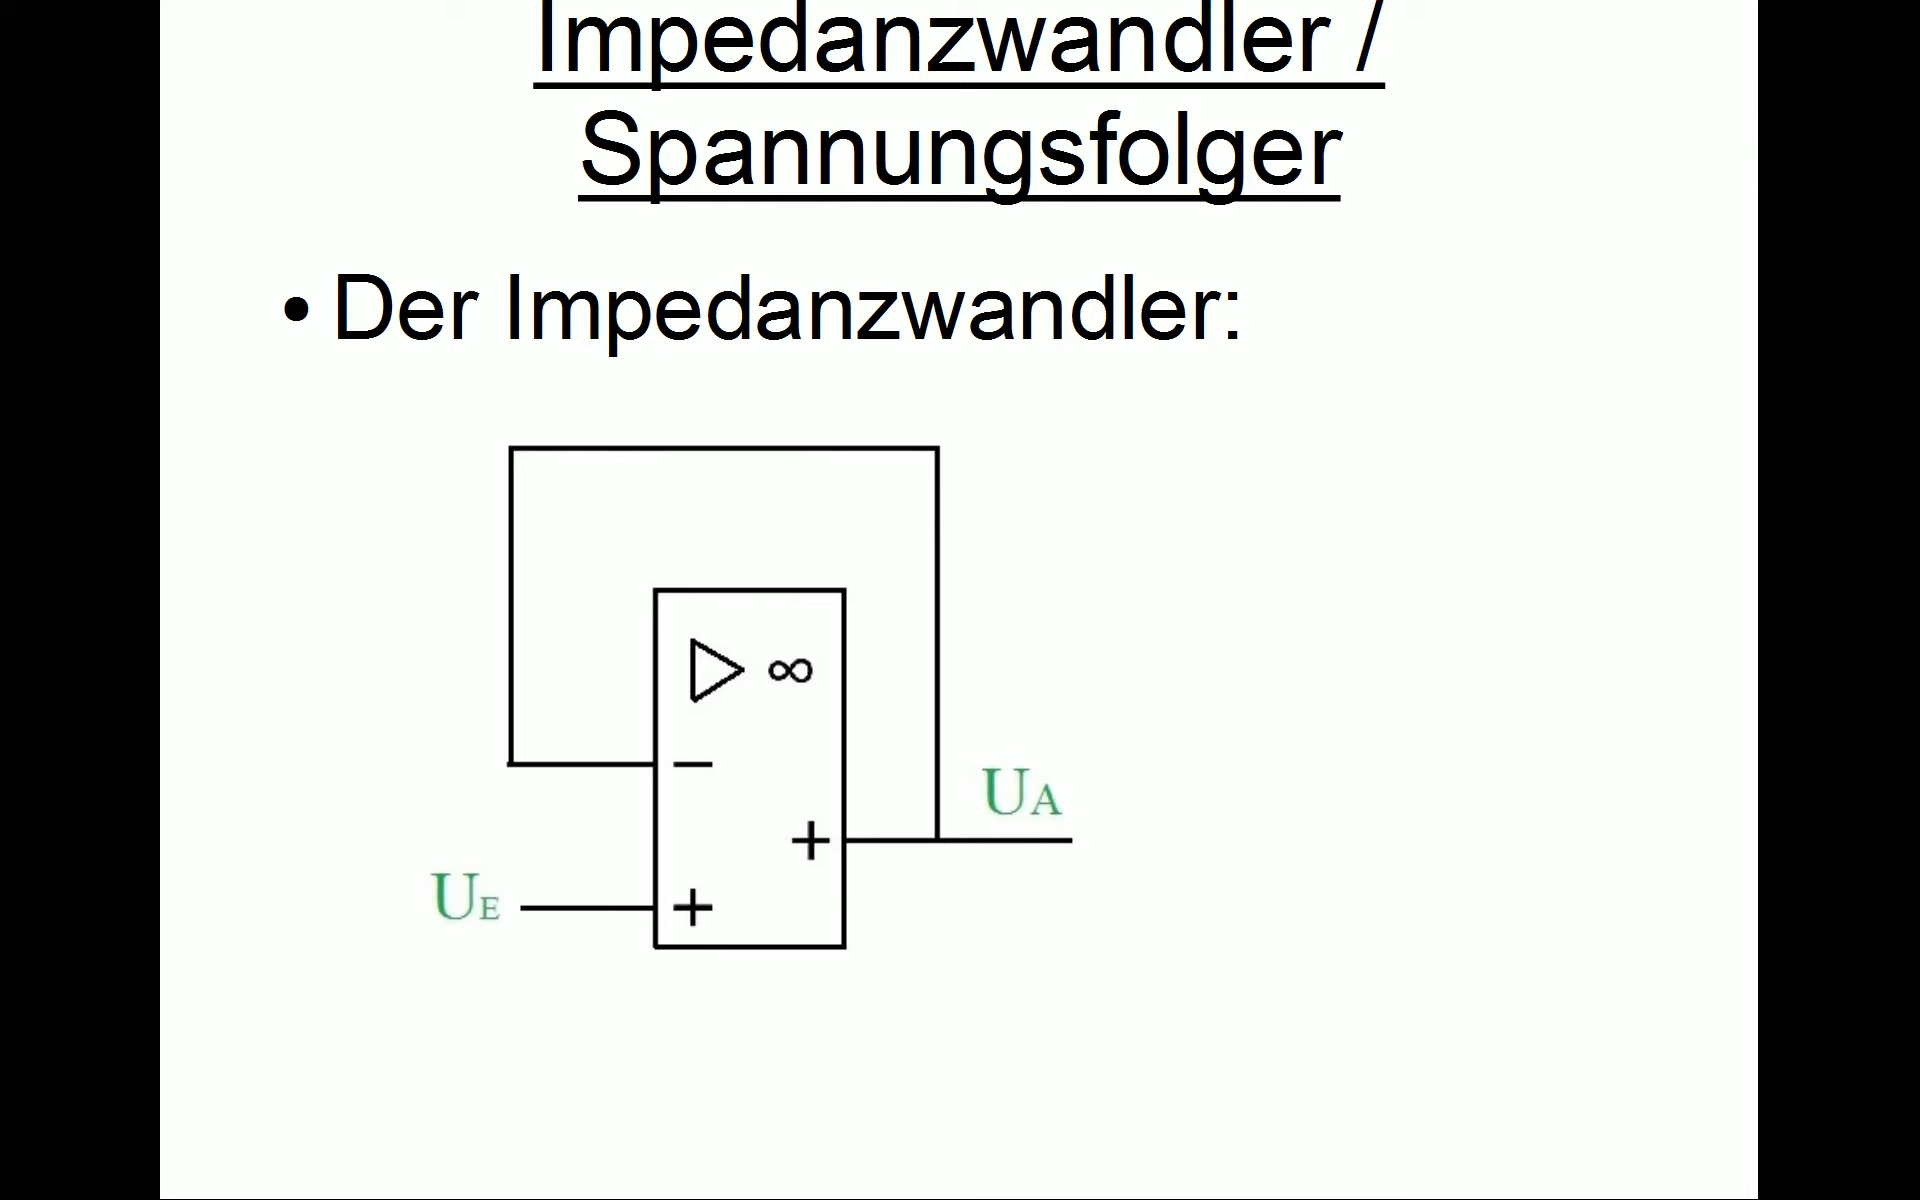 Impedanzwandler /
Spannungsfolger
• Der Impedanzwandler:
▷ ∞
−
UA
+
UE
+